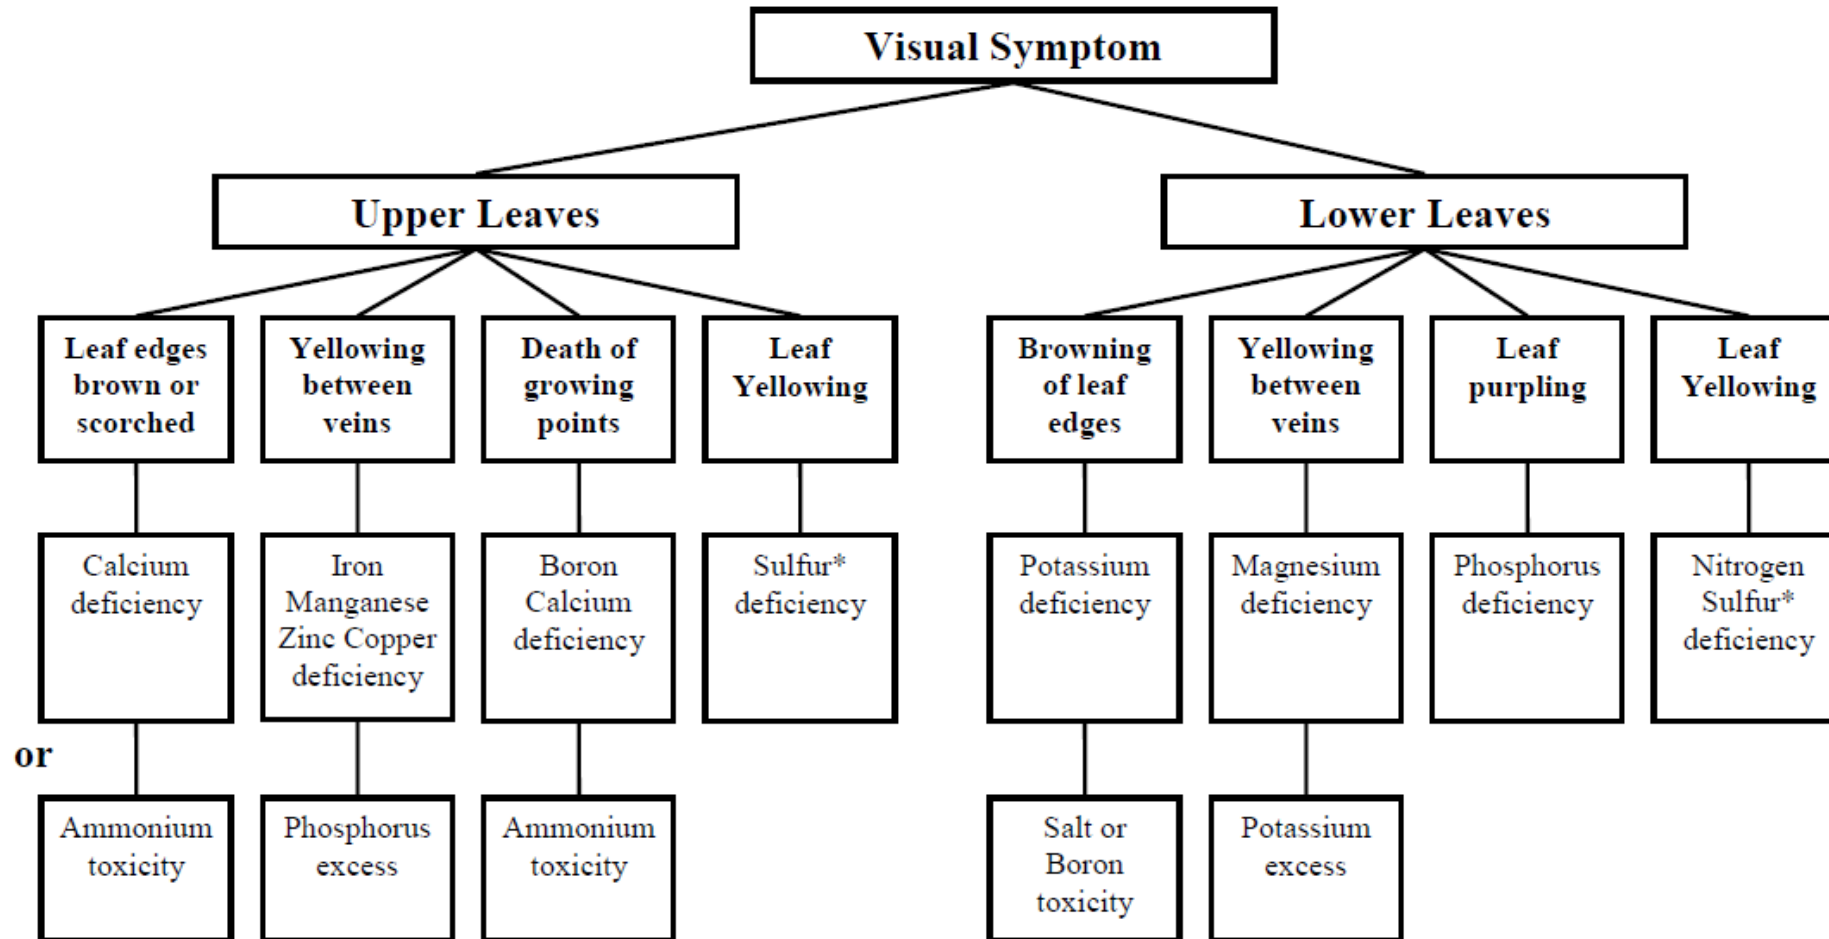 Visual Symptom
Upper Leaves
Lower Leaves
Leaf edges
brown or
scorched
Yellowing
between
veins
Death of
growing
points
Leaf
Yellowing
Browning
of leaf
edges
Yellowing
between
veins
Leaf
purpling
Leaf
Yellowing
Calcium
deficiency
Iron
Manganese
Zinc Copper
deficiency
Boron
Calcium
deficiency
Sulfur*
deficiency
Potassium
deficiency
Magnesium
deficiency
Phosphorus
deficiency
Nitrogen
Sulfur*
deficiency
or
Ammonium
toxicity
Phosphorus
excess
Ammonium
toxicity
Salt or
Boron
toxicity
Potassium
excess